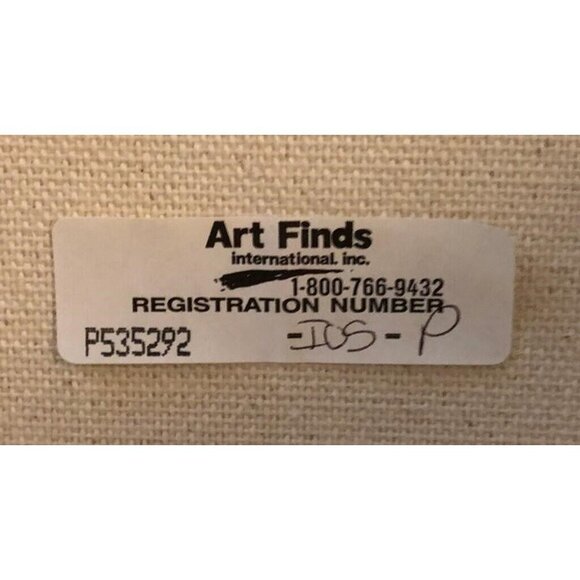 Art Finds
international. inc.
1-800-766-9432
REGISTRATION NUMBER
P535292 -IOS-P